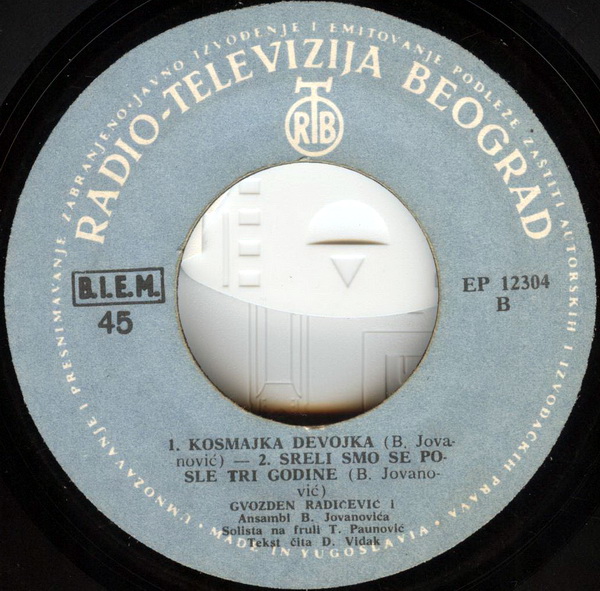 UMNOŽAVANJE I PRESNIMAVANJE ZABRANJENO · JAVNO IZVOĐENJE I EMITOVANJE PODLEŽE ZAŠTITI AUTORSKIH I IZVOĐAČKIH PRAVA ·
RADIO-TELEVIZIJA BEOGRAD
RTB
B.I.E.M.
45
EP 12304
B
1. KOSMAJKA DEVOJKA (B. Jova-
nović) — 2. SRELI SMO SE PO-
SLE TRI GODINE (B. Jovano-
vić)
GVOZDEN RADIĆEVIĆ i
Ansambl B. Jovanovića
Solista na fruli T. Paunović
Tekst čita D. Vidak
· MADE IN YUGOSLAVIA ·